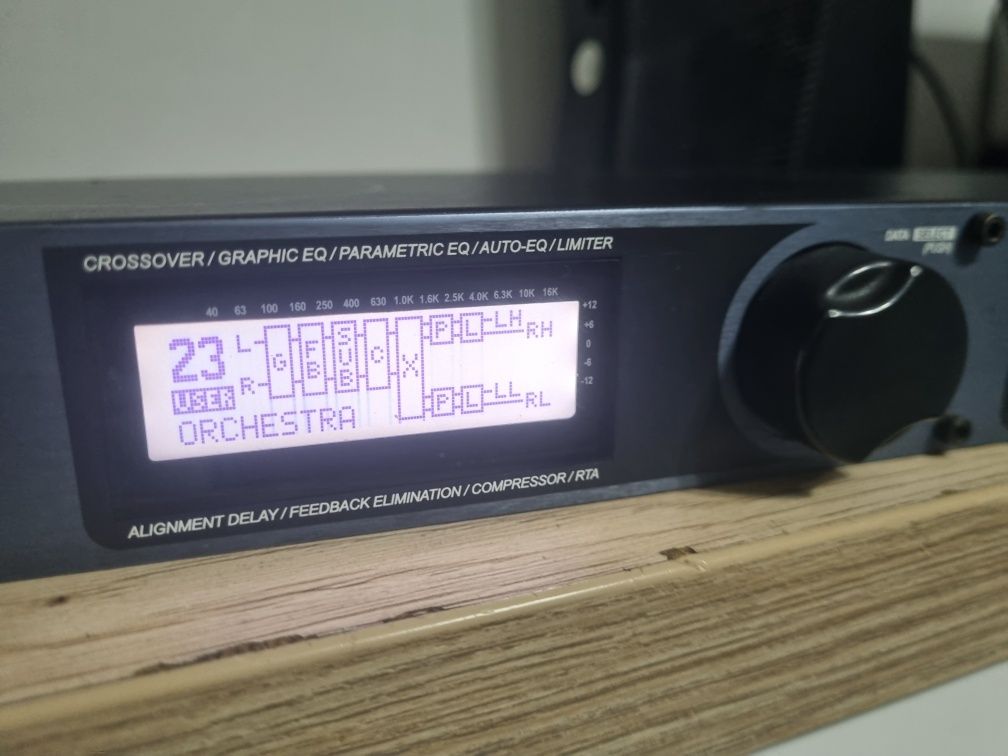 DATA SELECT
(PUSH)
CROSSOVER / GRAPHIC EQ / PARAMETRIC EQ / AUTO-EQ / LIMITER
40 63 100 160 250 400 630 1.0K 1.6K 2.5K 4.0K 6.3K 10K 16K
+12
+6
0
-6
-12
23
USER
ORCHESTRA
L
R
G
FB
SUB
C
X
P L LH RH
P L LL RL
ALIGNMENT DELAY / FEEDBACK ELIMINATION / COMPRESSOR / RTA